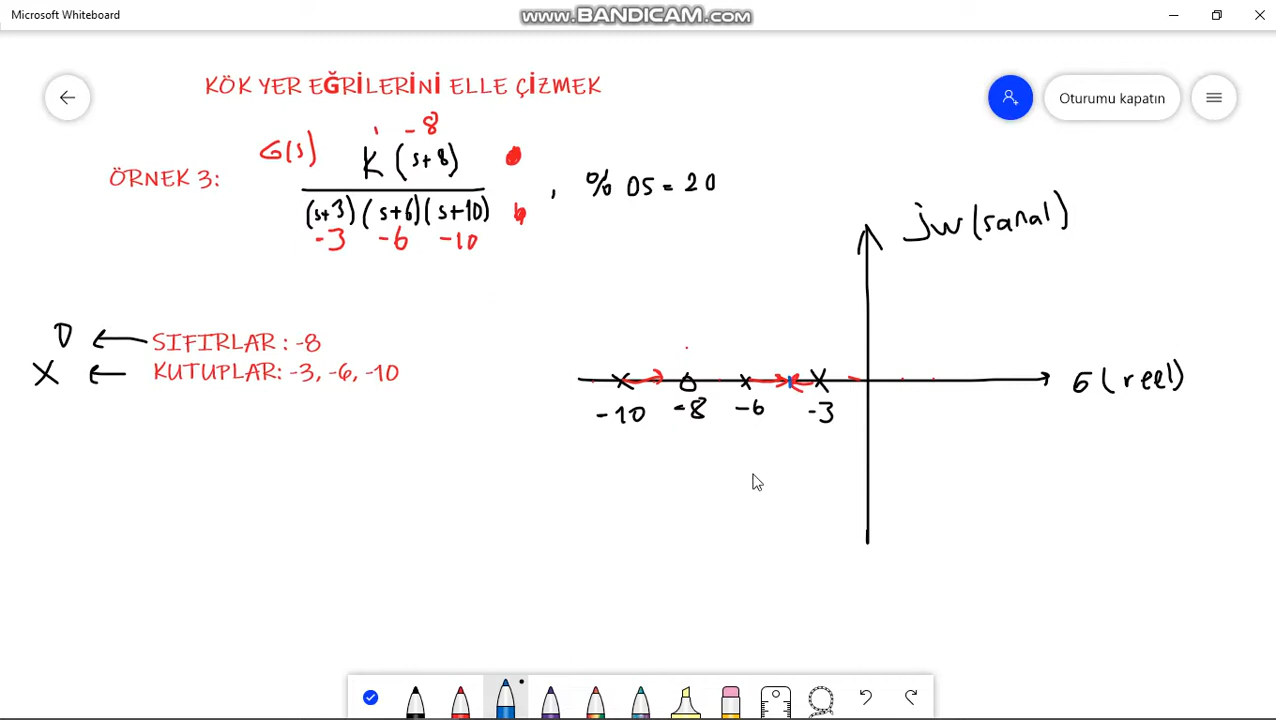 Microsoft Whiteboard
www.BANDICAM.com
KÖK YER EĞRİLERİNİ ELLE ÇİZMEK
Oturumu kapatın
ÖRNEK 3:
G(s)
-8
K (s+8)
(s+3) (s+6) (s+10)
, % OS = 20
-3 -6 -10
jw (sanal)
0 ← SIFIRLAR : -8
X ← KUTUPLAR: -3, -6, -10
-10 -8 -6 -3
σ (reel)